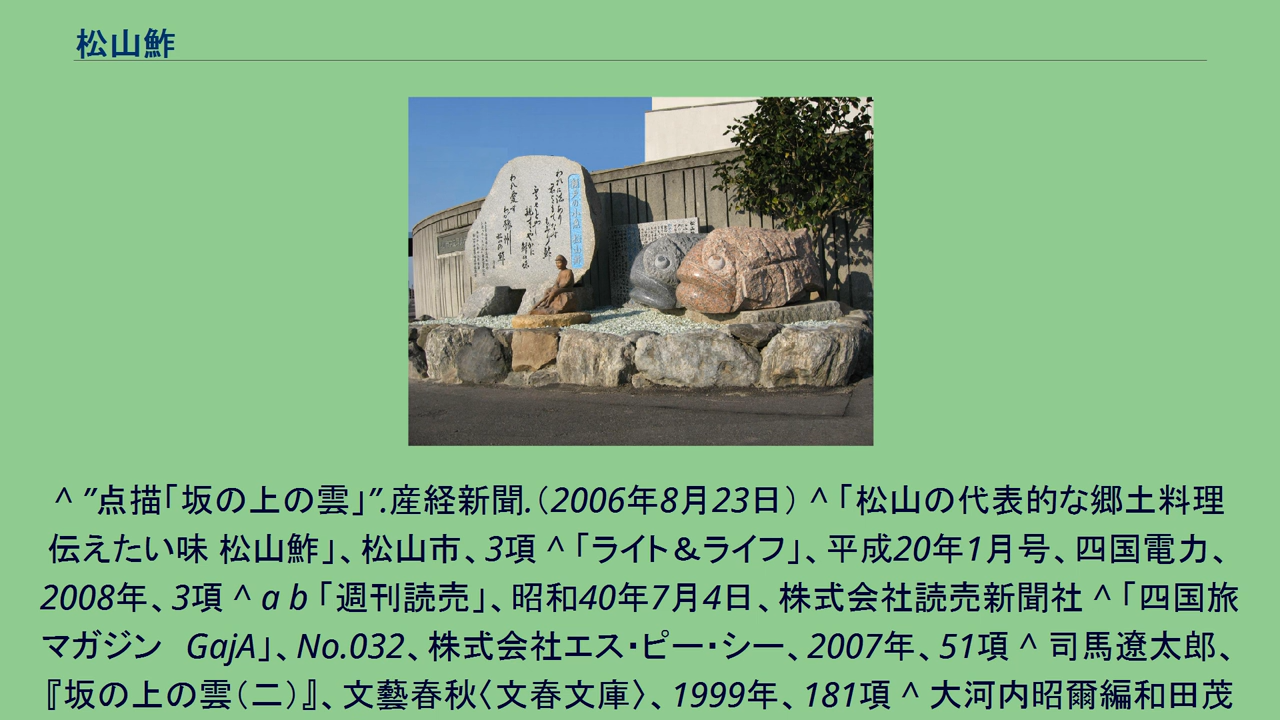 松山鮓
^ ”点描「坂の上の雲」”.産経新聞.（2006年8月23日） ^ 「松山の代表的な郷土料理
伝えたい味 松山鮓」、松山市、3項 ^ 「ライト＆ライフ」、平成20年1月号、四国電力、
2008年、3項 ^ a b 「週刊読売」、昭和40年7月4日、株式会社読売新聞社 ^ 「四国旅
マガジン GajA」、No.032、株式会社エス・ピー・シー、2007年、51項 ^ 司馬遼太郎、
『坂の上の雲（二）』、文藝春秋〈文春文庫〉、1999年、181項 ^ 大河内昭爾編和田茂